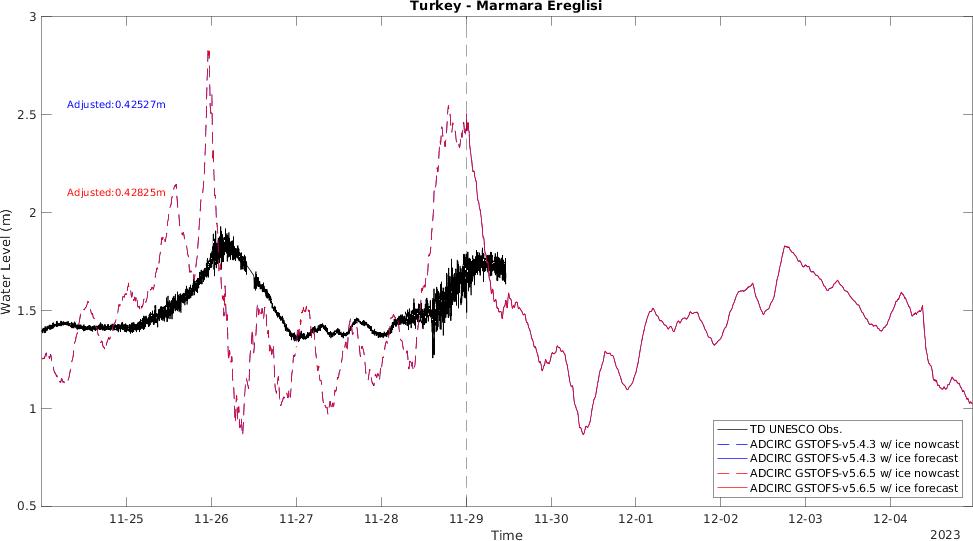 Turkey - Marmara Ereglisi
3
2.5
2
1.5
1
0.5
Water Level (m)
Adjusted:0.42527m
Adjusted:0.42825m
TD UNESCO Obs.
ADCIRC GSTOFS-v5.4.3 w/ ice nowcast
ADCIRC GSTOFS-v5.4.3 w/ ice forecast
ADCIRC GSTOFS-v5.6.5 w/ ice nowcast
ADCIRC GSTOFS-v5.6.5 w/ ice forecast
11-25 11-26 11-27 11-28 11-29 11-30 12-01 12-02 12-03 12-04
Time
2023